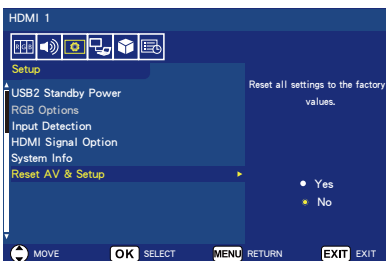 HDMI 1
RGB
Setup
USB2 Standby Power
RGB Options
Input Detection
HDMI Signal Option
System Info
Reset AV & Setup
Reset all settings to the factory
values.
Yes
No
MOVE OK SELECT MENU RETURN EXIT EXIT